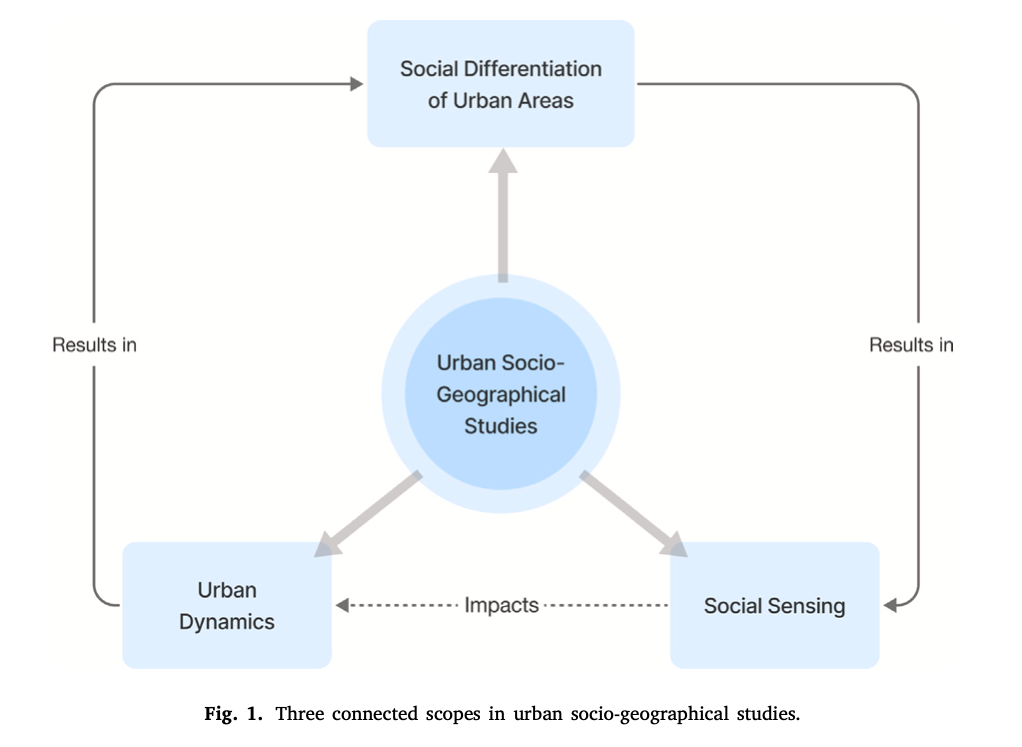 Social Differentiation
of Urban Areas
Results in
Results in
Urban Socio-
Geographical
Studies
Urban
Dynamics
Impacts
Social Sensing
Fig. 1. Three connected scopes in urban socio-geographical studies.